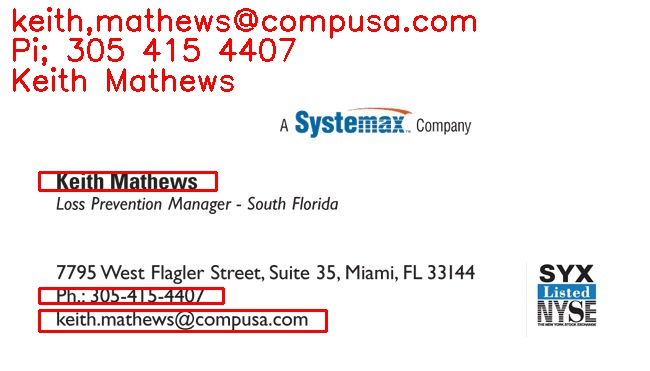 keith,mathews@compusa.com
Pi; 305 415 4407
Keith Mathews
A Systemax™ Company
Keith Mathews
Loss Prevention Manager - South Florida
7795 West Flagler Street, Suite 35, Miami, FL 33144
Ph.: 305-415-4407
keith.mathews@compusa.com
SYX
Listed
NYSE
THE NEW YORK STOCK EXCHANGE